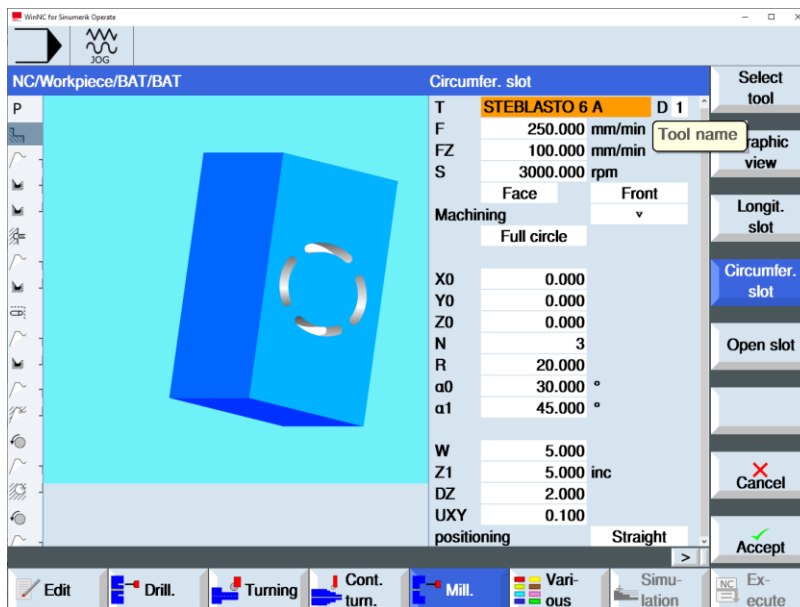 WinNC for Sinumerik Operate
JOG
NC/Workpiece/BAT/BAT
Circumfer. slot
Select
tool
P
T STEBLASTO 6 A D 1
F 250.000 mm/min
Tool name
FZ 100.000 mm/min
S 3000.000 rpm
Face Front
Machining v
Full circle
X0 0.000
Y0 0.000
Z0 0.000
N 3
R 20.000
α0 30.000 °
α1 45.000 °
W 5.000
Z1 5.000 inc
DZ 2.000
UXY 0.100
positioning Straight
>
raphic
view
Longit.
slot
Circumfer.
slot
Open slot
Cancel
Accept
Edit
Drill.
Turning
Cont.
turn.
Mill.
Vari-
ous
Simu-
lation
NC
Ex-
ecute